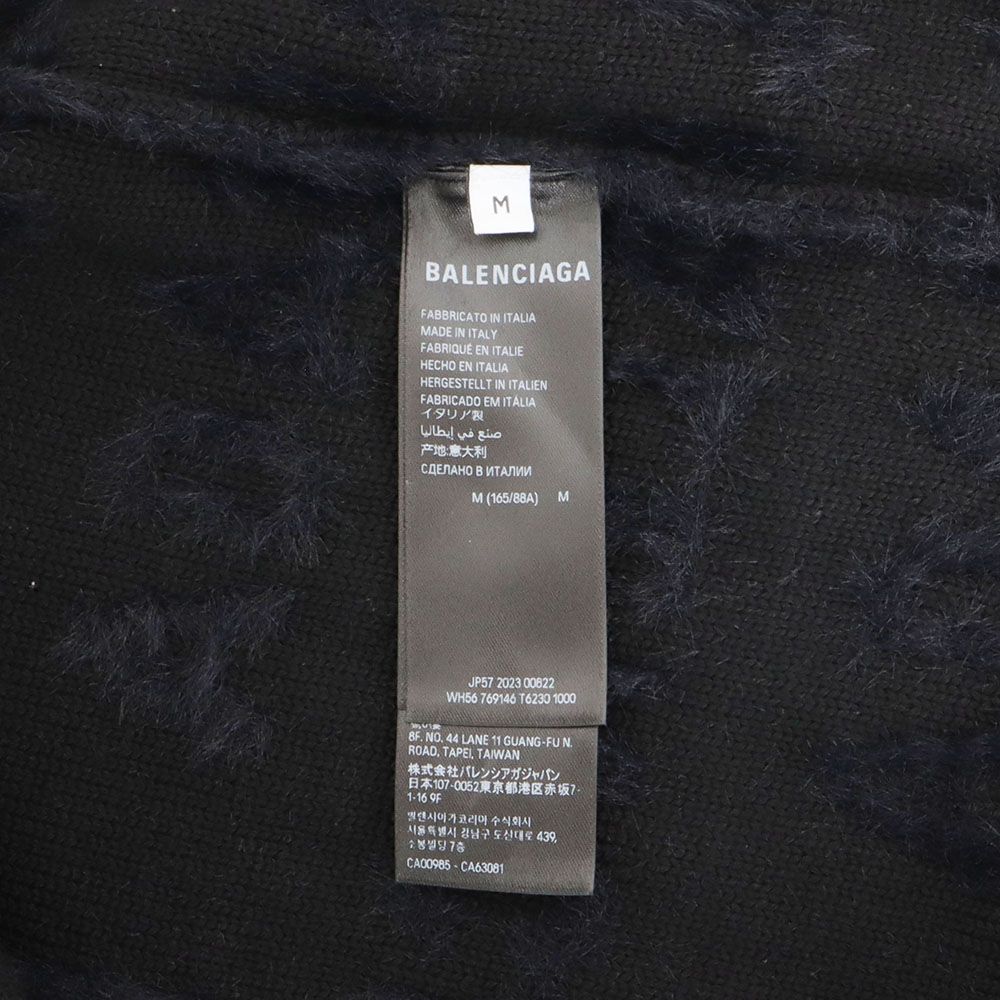 M
BALENCIAGA
FABBRICATO IN ITALIA
MADE IN ITALY
FABRIQUÉ EN ITALIE
HECHO EN ITALIA
HERGESTELLT IN ITALIEN
FABRICADO EM ITÁLIA
イタリア製
صنع في إيطاليا
产地:意大利
СДЕЛАНО В ИТАЛИИ
M (165/88A) M
JP57 2023 00822
WH56 769146 T6230 1000
8F. NO. 44 LANE 11 GUANG-FU N.
ROAD, TAPEI, TAIWAN
株式会社バレンシアガジャパン
日本107-0052東京都港区赤坂7-
1-16 9F
발렌시아가코리아 주식회사
서울특별시 강남구 도산대로 439,
소봉빌딩 7층
CA00985 - CA63081